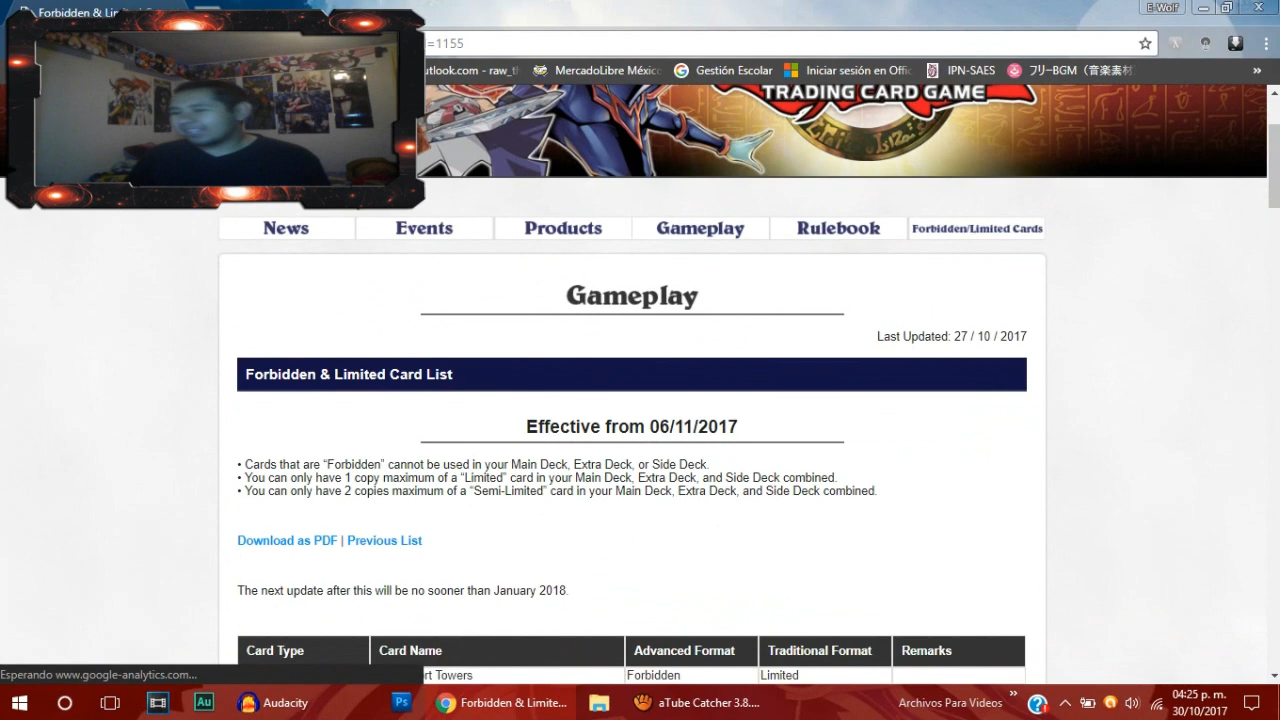 Forbidden & Li
E-Wolf
=1155
utlook.com - raw_th
MercadoLibre México
Gestión Escolar
Iniciar sesión en Offic
IPN-SAES
フリーBGM（音楽素材
»
TRADING CARD GAME
News
Events
Products
Gameplay
Rulebook
Forbidden/Limited Cards
Gameplay
Last Updated: 27 / 10 / 2017
Forbidden & Limited Card List
Effective from 06/11/2017
• Cards that are “Forbidden” cannot be used in your Main Deck, Extra Deck, or Side Deck.
• You can only have 1 copy maximum of a “Limited” card in your Main Deck, Extra Deck, and Side Deck combined.
• You can only have 2 copies maximum of a “Semi-Limited” card in your Main Deck, Extra Deck, and Side Deck combined.
Download as PDF | Previous List
The next update after this will be no sooner than January 2018.
Card Type
Card Name
Advanced Format
Traditional Format
Remarks
rt Towers
Forbidden
Limited
Esperando www.google-analytics.com...
Au
Audacity
Ps
Forbidden & Limite...
aTube Catcher 3.8....
Archivos Para Videos
»
04:25 p. m.
30/10/2017